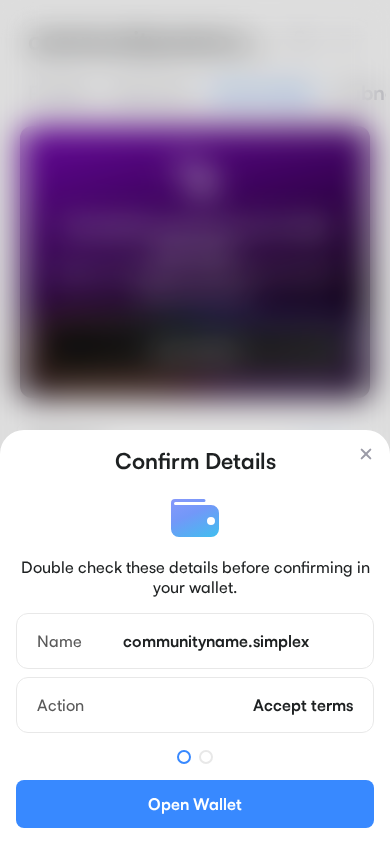 Confirm Details
Double check these details before confirming in
your wallet.
Name communityname.simplex
Action Accept terms
Open Wallet